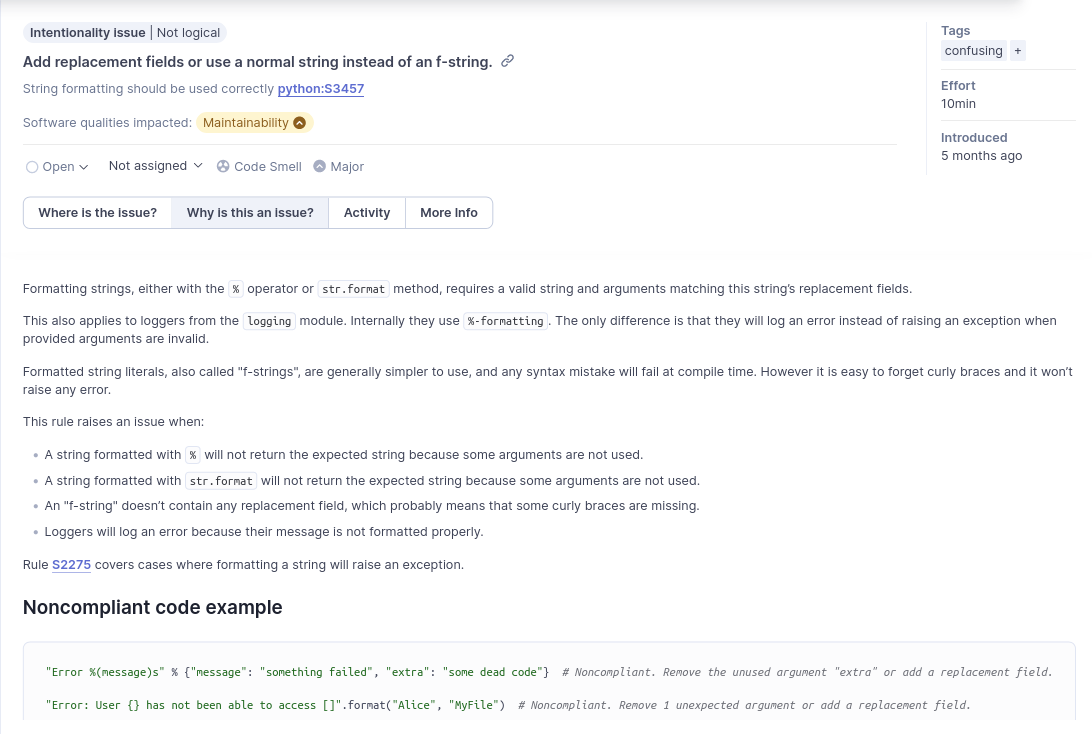 Intentionality issue | Not logical
Add replacement fields or use a normal string instead of an f-string.
String formatting should be used correctly python:S3457
Software qualities impacted: Maintainability
Open Not assigned Code Smell Major
Tags
confusing +
Effort
10min
Introduced
5 months ago
Where is the issue? Why is this an issue? Activity More Info
Formatting strings, either with the % operator or str.format method, requires a valid string and arguments matching this string's replacement fields.
This also applies to loggers from the logging module. Internally they use %-formatting. The only difference is that they will log an error instead of raising an exception when
provided arguments are invalid.
Formatted string literals, also called "f-strings", are generally simpler to use, and any syntax mistake will fail at compile time. However it is easy to forget curly braces and it won't
raise any error.
This rule raises an issue when:
• A string formatted with % will not return the expected string because some arguments are not used.
• A string formatted with str.format will not return the expected string because some arguments are not used.
• An "f-string" doesn't contain any replacement field, which probably means that some curly braces are missing.
• Loggers will log an error because their message is not formatted properly.
Rule S2275 covers cases where formatting a string will raise an exception.
Noncompliant code example
"Error %(message)s" % {"message": "something failed", "extra": "some dead code"}  # Noncompliant. Remove the unused argument "extra" or add a replacement field.
"Error: User {} has not been able to access []".format("Alice", "MyFile")  # Noncompliant. Remove 1 unexpected argument or add a replacement field.